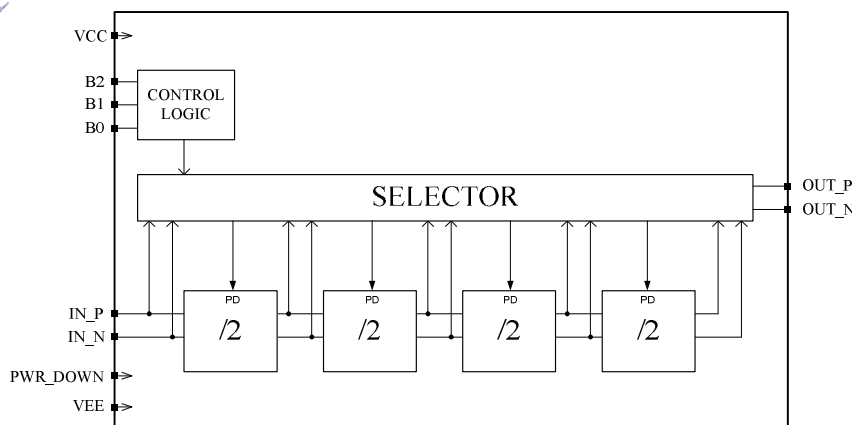 VCC
B2
B1
B0
CONTROL
LOGIC
SELECTOR
OUT_P
OUT_N
PD
PD
PD
PD
/2
/2
/2
/2
IN_P
IN_N
PWR_DOWN
VEE